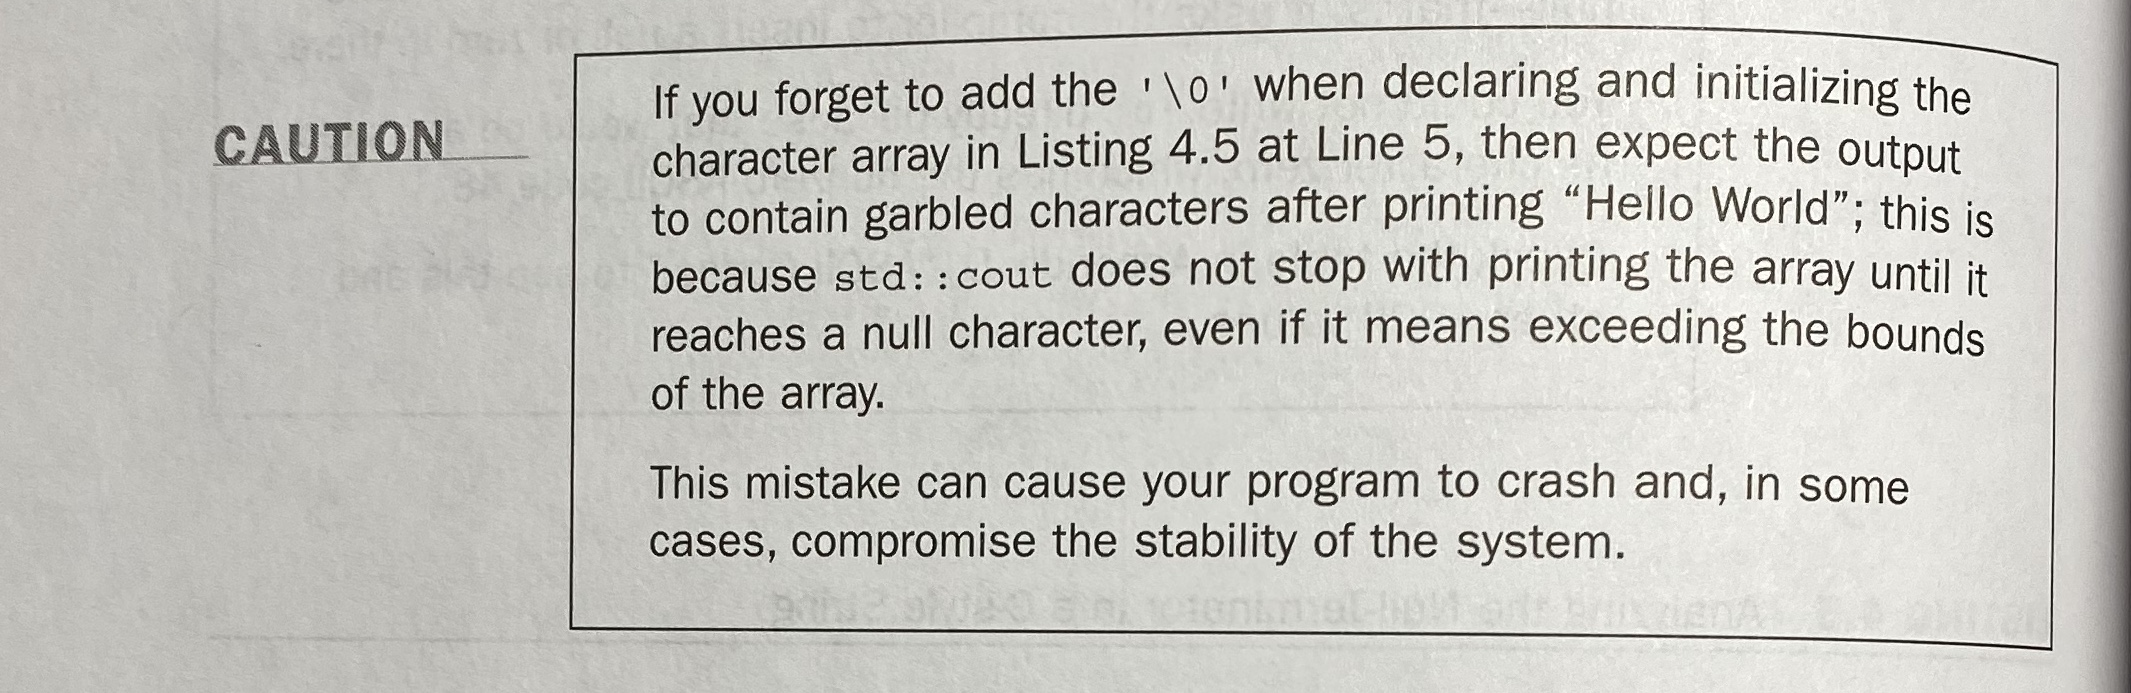 CAUTION
If you forget to add the '\0' when declaring and initializing the
character array in Listing 4.5 at Line 5, then expect the output
to contain garbled characters after printing “Hello World”; this is
because std::cout does not stop with printing the array until it
reaches a null character, even if it means exceeding the bounds
of the array.
This mistake can cause your program to crash and, in some
cases, compromise the stability of the system.